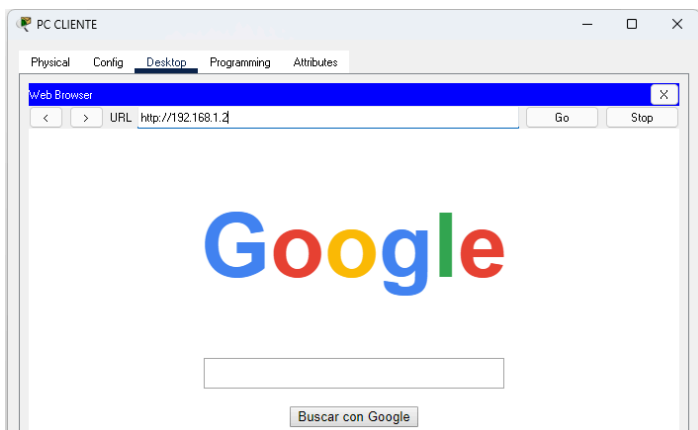 PC CLIENTE
Physical Config Desktop Programming Attributes
Web Browser X
< > URL http://192.168.1.2 Go Stop
Google
Buscar con Google